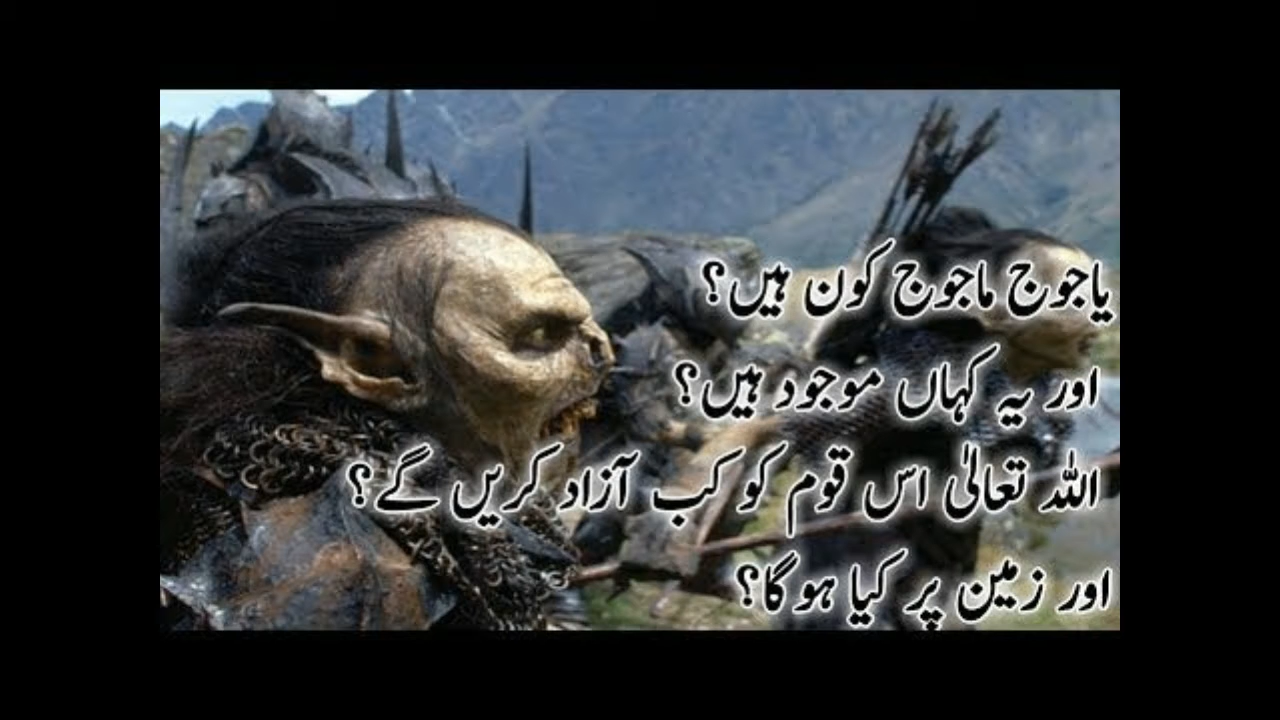 یاجوج ماجوج کون ہیں؟
اور یہ کہاں موجود ہیں؟
اللہ تعالٰی اس قوم کو کب آزاد کریں گے؟
اور زمین پر کیا ہوگا؟